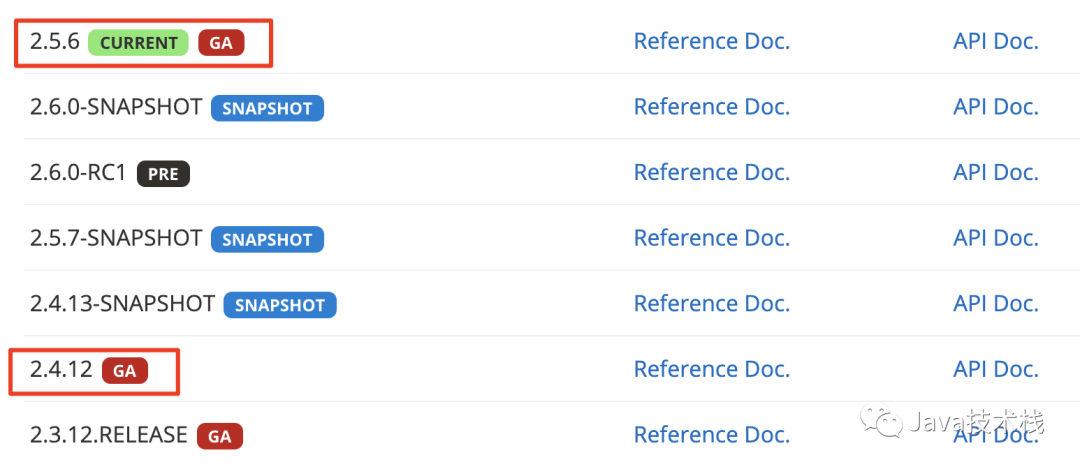 2.5.6 CURRENT GA Reference Doc. API Doc.
2.6.0-SNAPSHOT SNAPSHOT Reference Doc. API Doc.
2.6.0-RC1 PRE Reference Doc. API Doc.
2.5.7-SNAPSHOT SNAPSHOT Reference Doc. API Doc.
2.4.13-SNAPSHOT SNAPSHOT Reference Doc. API Doc.
2.4.12 GA Reference Doc. API Doc.
2.3.12.RELEASE GA Reference Doc. API Doc.
Java技术栈